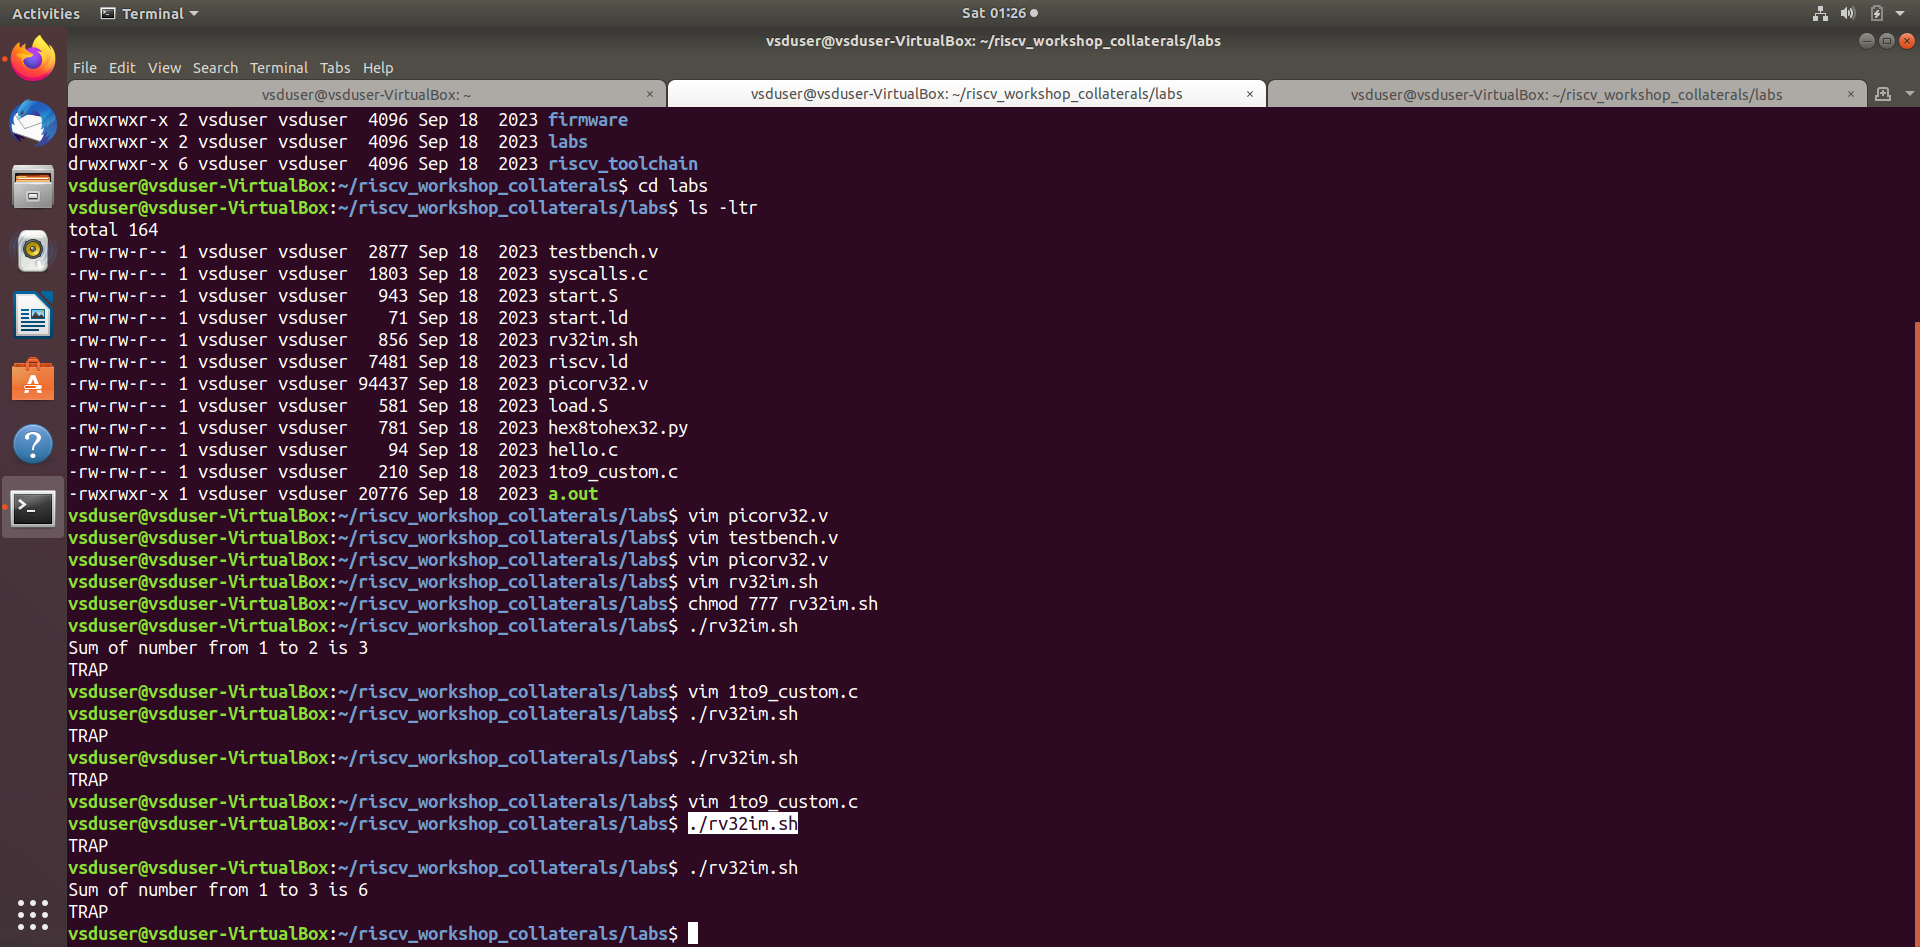 Activities Terminal Sat 01:26
vsduser@vsduser-VirtualBox: ~/riscv_workshop_collaterals/labs
File Edit View Search Terminal Tabs Help
vsduser@vsduser-VirtualBox: ~ × vsduser@vsduser-VirtualBox: ~/riscv_workshop_collaterals/labs × vsduser@vsduser-VirtualBox: ~/riscv_workshop_collaterals/labs ×
drwxrwxr-x 2 vsduser vsduser  4096 Sep 18  2023 firmware
drwxrwxr-x 2 vsduser vsduser  4096 Sep 18  2023 labs
drwxrwxr-x 6 vsduser vsduser  4096 Sep 18  2023 riscv_toolchain
vsduser@vsduser-VirtualBox:~/riscv_workshop_collaterals$ cd labs
vsduser@vsduser-VirtualBox:~/riscv_workshop_collaterals/labs$ ls -ltr
total 164
-rw-rw-r-- 1 vsduser vsduser  2877 Sep 18  2023 testbench.v
-rw-rw-r-- 1 vsduser vsduser  1803 Sep 18  2023 syscalls.c
-rw-rw-r-- 1 vsduser vsduser   943 Sep 18  2023 start.S
-rw-rw-r-- 1 vsduser vsduser    71 Sep 18  2023 start.ld
-rw-rw-r-- 1 vsduser vsduser   856 Sep 18  2023 rv32im.sh
-rw-rw-r-- 1 vsduser vsduser  7481 Sep 18  2023 riscv.ld
-rw-rw-r-- 1 vsduser vsduser 94437 Sep 18  2023 picorv32.v
-rw-rw-r-- 1 vsduser vsduser   581 Sep 18  2023 load.S
-rw-rw-r-- 1 vsduser vsduser   781 Sep 18  2023 hex8tohex32.py
-rw-rw-r-- 1 vsduser vsduser    94 Sep 18  2023 hello.c
-rw-rw-r-- 1 vsduser vsduser   210 Sep 18  2023 1to9_custom.c
-rwxrwxr-x 1 vsduser vsduser 20776 Sep 18  2023 a.out
vsduser@vsduser-VirtualBox:~/riscv_workshop_collaterals/labs$ vim picorv32.v
vsduser@vsduser-VirtualBox:~/riscv_workshop_collaterals/labs$ vim testbench.v
vsduser@vsduser-VirtualBox:~/riscv_workshop_collaterals/labs$ vim picorv32.v
vsduser@vsduser-VirtualBox:~/riscv_workshop_collaterals/labs$ vim rv32im.sh
vsduser@vsduser-VirtualBox:~/riscv_workshop_collaterals/labs$ chmod 777 rv32im.sh
vsduser@vsduser-VirtualBox:~/riscv_workshop_collaterals/labs$ ./rv32im.sh
Sum of number from 1 to 2 is 3
TRAP
vsduser@vsduser-VirtualBox:~/riscv_workshop_collaterals/labs$ vim 1to9_custom.c
vsduser@vsduser-VirtualBox:~/riscv_workshop_collaterals/labs$ ./rv32im.sh
TRAP
vsduser@vsduser-VirtualBox:~/riscv_workshop_collaterals/labs$ ./rv32im.sh
TRAP
vsduser@vsduser-VirtualBox:~/riscv_workshop_collaterals/labs$ vim 1to9_custom.c
vsduser@vsduser-VirtualBox:~/riscv_workshop_collaterals/labs$ ./rv32im.sh
TRAP
vsduser@vsduser-VirtualBox:~/riscv_workshop_collaterals/labs$ ./rv32im.sh
Sum of number from 1 to 3 is 6
TRAP
vsduser@vsduser-VirtualBox:~/riscv_workshop_collaterals/labs$